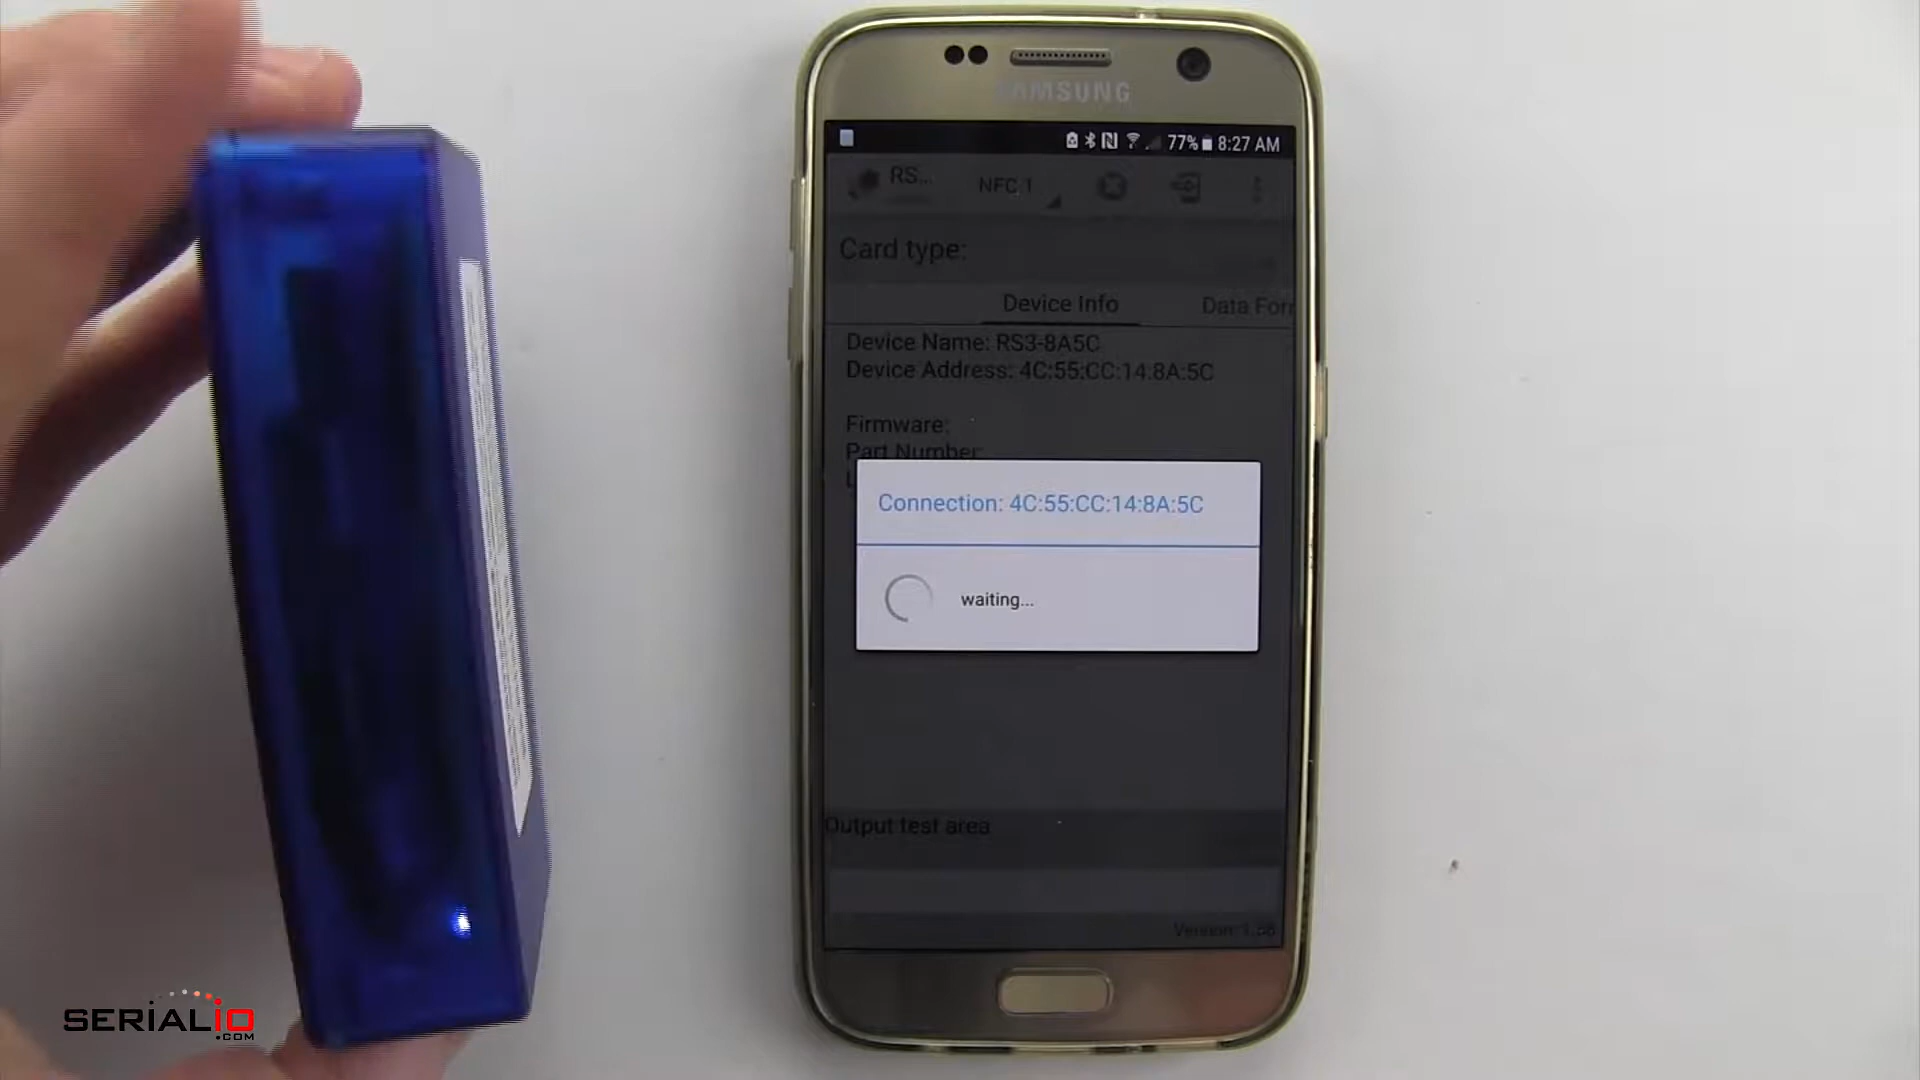 SAMSUNG
77% 8:27 AM
RS... NFC 1
Card type:
Device Info Data Forr
Device Name: RS3-8A5C
Device Address: 4C:55:CC:14:8A:5C
Firmware:
Part Number:
Connection: 4C:55:CC:14:8A:5C
waiting...
Output test area
Version:
SERIALIO
.COM